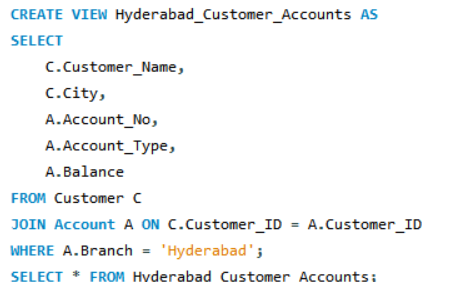 CREATE VIEW Hyderabad_Customer_Accounts AS
SELECT
C.Customer_Name,
C.City,
A.Account_No,
A.Account_Type,
A.Balance
FROM Customer C
JOIN Account A ON C.Customer_ID = A.Customer_ID
WHERE A.Branch = 'Hyderabad';
SELECT * FROM Hyderabad_Customer_Accounts;